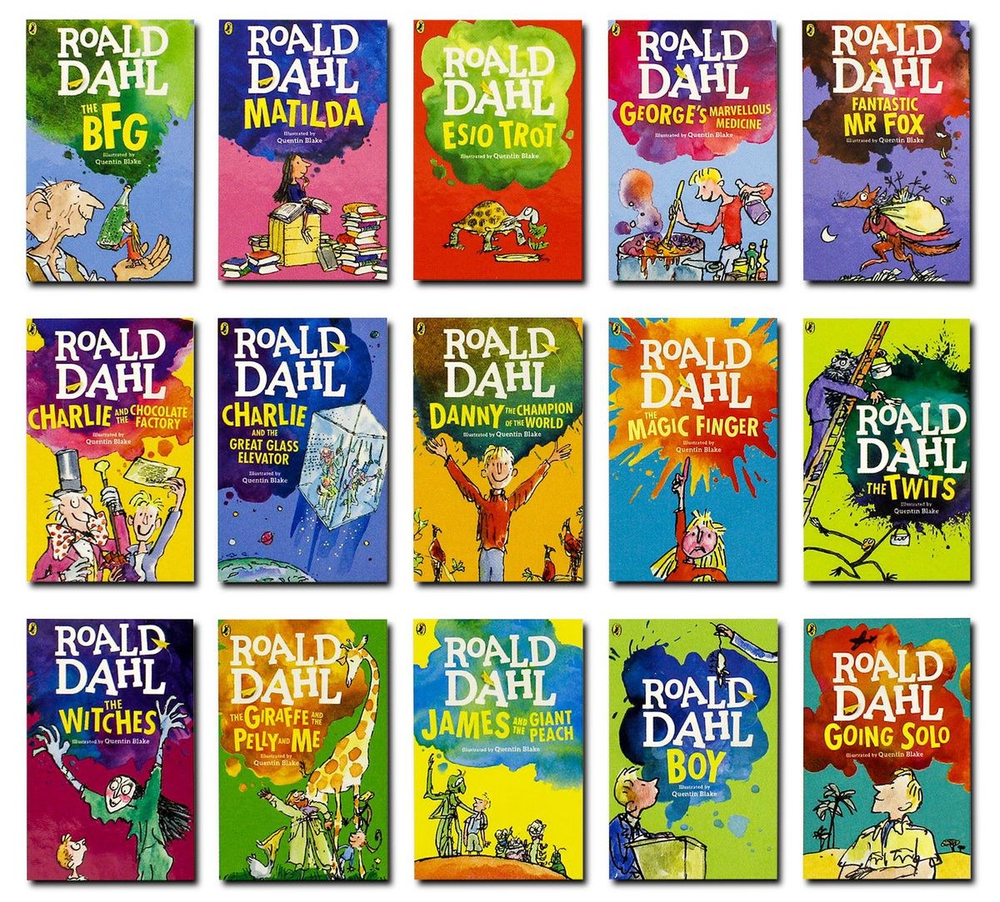 ROALD
DAHL
THE
BFG
Illustrated by
Quentin Blake
ROALD
DAHL
MATILDA
Illustrated by
Quentin Blake
ROALD
DAHL
ESIO TROT
Illustrated by Quentin Blake
ROALD
DAHL
GEORGE'S MARVELLOUS
MEDICINE
Illustrated by Quentin Blake
ROALD
DAHL
FANTASTIC
MR FOX
Illustrated by Quentin Blake
ROALD
DAHL
CHARLIE AND THE CHOCOLATE
FACTORY
Illustrated by
Quentin Blake
ROALD
DAHL
CHARLIE
AND THE
GREAT GLASS
ELEVATOR
Illustrated by
Quentin Blake
ROALD
DAHL
DANNY THE CHAMPION
OF THE WORLD
Illustrated by Quentin Blake
ROALD
DAHL
THE
MAGIC FINGER
Illustrated by
Quentin Blake
ROALD
DAHL
THE TWITS
Illustrated by
Quentin Blake
ROALD
DAHL
THE
WITCHES
Illustrated by Quentin Blake
ROALD
DAHL
THE GIRAFFE AND THE
PELLY AND ME
Illustrated by
Quentin Blake
ROALD
DAHL
JAMES AND THE GIANT
PEACH
Illustrated by Quentin Blake
ROALD
DAHL
BOY
Illustrated by
Quentin Blake
ROALD
DAHL
GOING SOLO
Illustrated by Quentin Blake